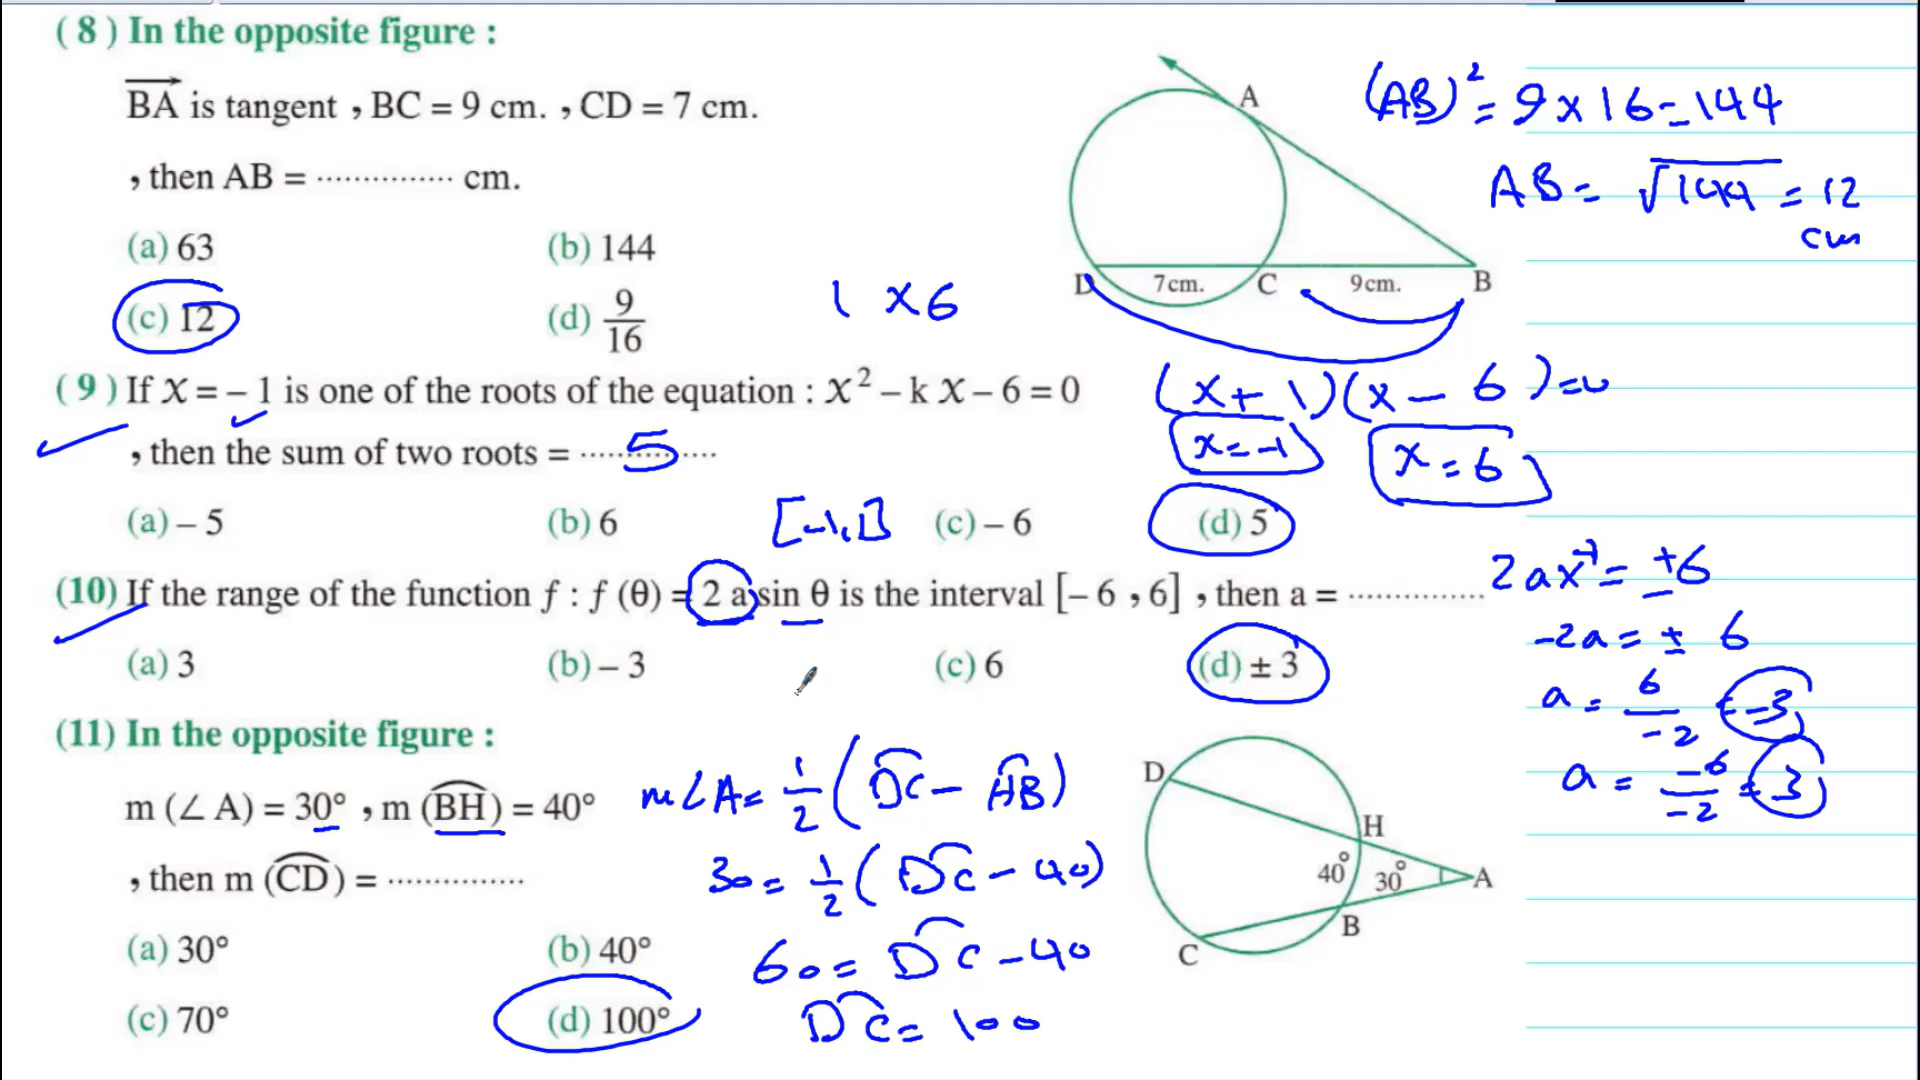 ( 8 ) In the opposite figure :
BA is tangent , BC = 9 cm. , CD = 7 cm.
, then AB = ............... cm.
(a) 63 (b) 144
(c) 12 (d) 9/16
A
D 7cm. C 9cm. B
(AB)² = 9 x 16 = 144
AB = √144 = 12
cm
1 x 6
( 9 ) If X = – 1 is one of the roots of the equation : X² – k X – 6 = 0
, then the sum of two roots = ..... 5 .....
(a) – 5 (b) 6 (c) – 6 (d) 5
(x + 1)(x – 6) = 0
x = -1 x = 6
[-1,1]
(10) If the range of the function f : f (θ) = 2 a sin θ is the interval [– 6 , 6] , then a = ...............
(a) 3 (b) – 3 (c) 6 (d) ± 3
2a x -1 = ±6
-2a = ± 6
a = 6/-2 = -3
a = -6/-2 = 3
(11) In the opposite figure :
m (∠ A) = 30° , m (BH) = 40°
, then m (CD) = ...............
(a) 30° (b) 40°
(c) 70° (d) 100°
m∠A = 1/2 (DC – HB)
30 = 1/2 (DC – 40)
60 = DC – 40
DC = 100
D
H
40° 30° A
B
C